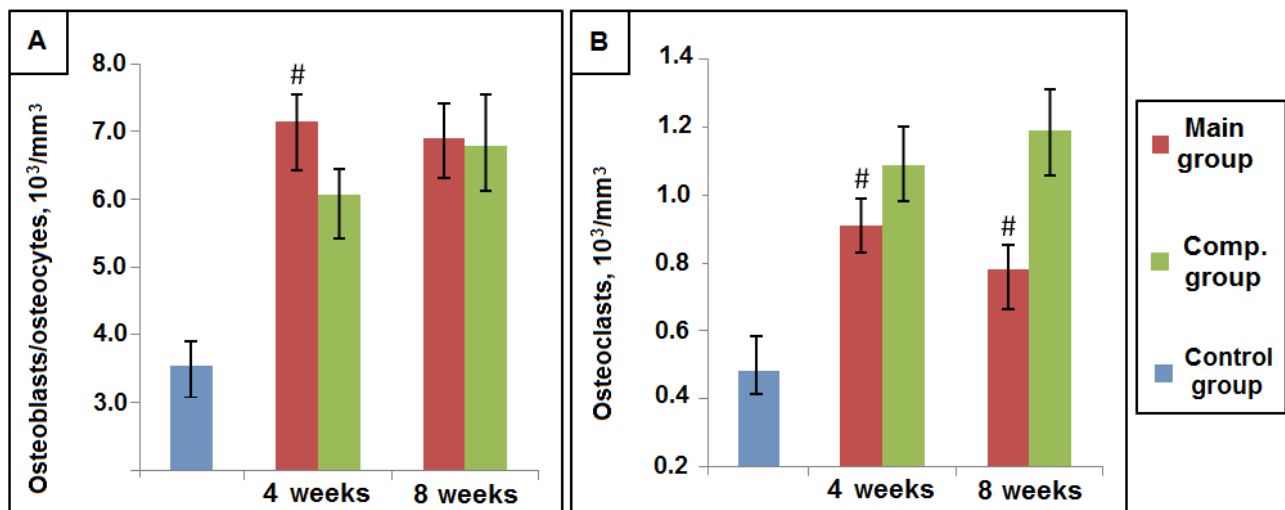 A
Osteoblasts/osteocytes, 10³/mm³
8.0
7.0
6.0
5.0
4.0
3.0
#
4 weeks
8 weeks
B
Osteoclasts, 10³/mm³
1.4
1.2
1.0
0.8
0.6
0.4
0.2
#
#
4 weeks
8 weeks
Main
group
Comp.
group
Control
group